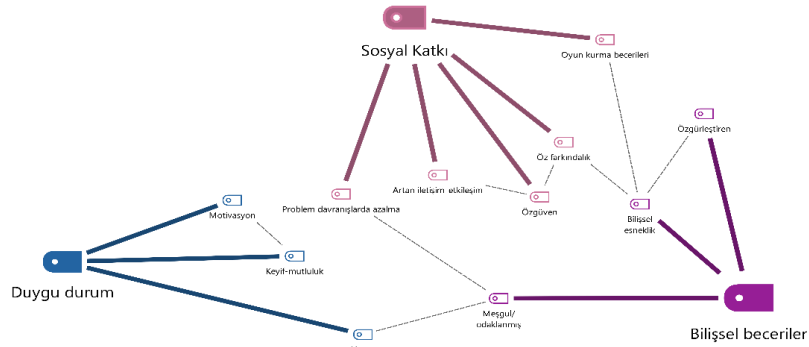 Sosyal Katkı
Oyun kurma becerileri
Özgürleştiren
Öz farkındalık
Artan iletisim-etkileşim
Problem davranışlarda azalma
Özgüven
Bilişsel
esneklik
Motivasyon
Keyif-mutluluk
Duygu durum
Meşgul/
odaklanmış
Bilişsel beceriler